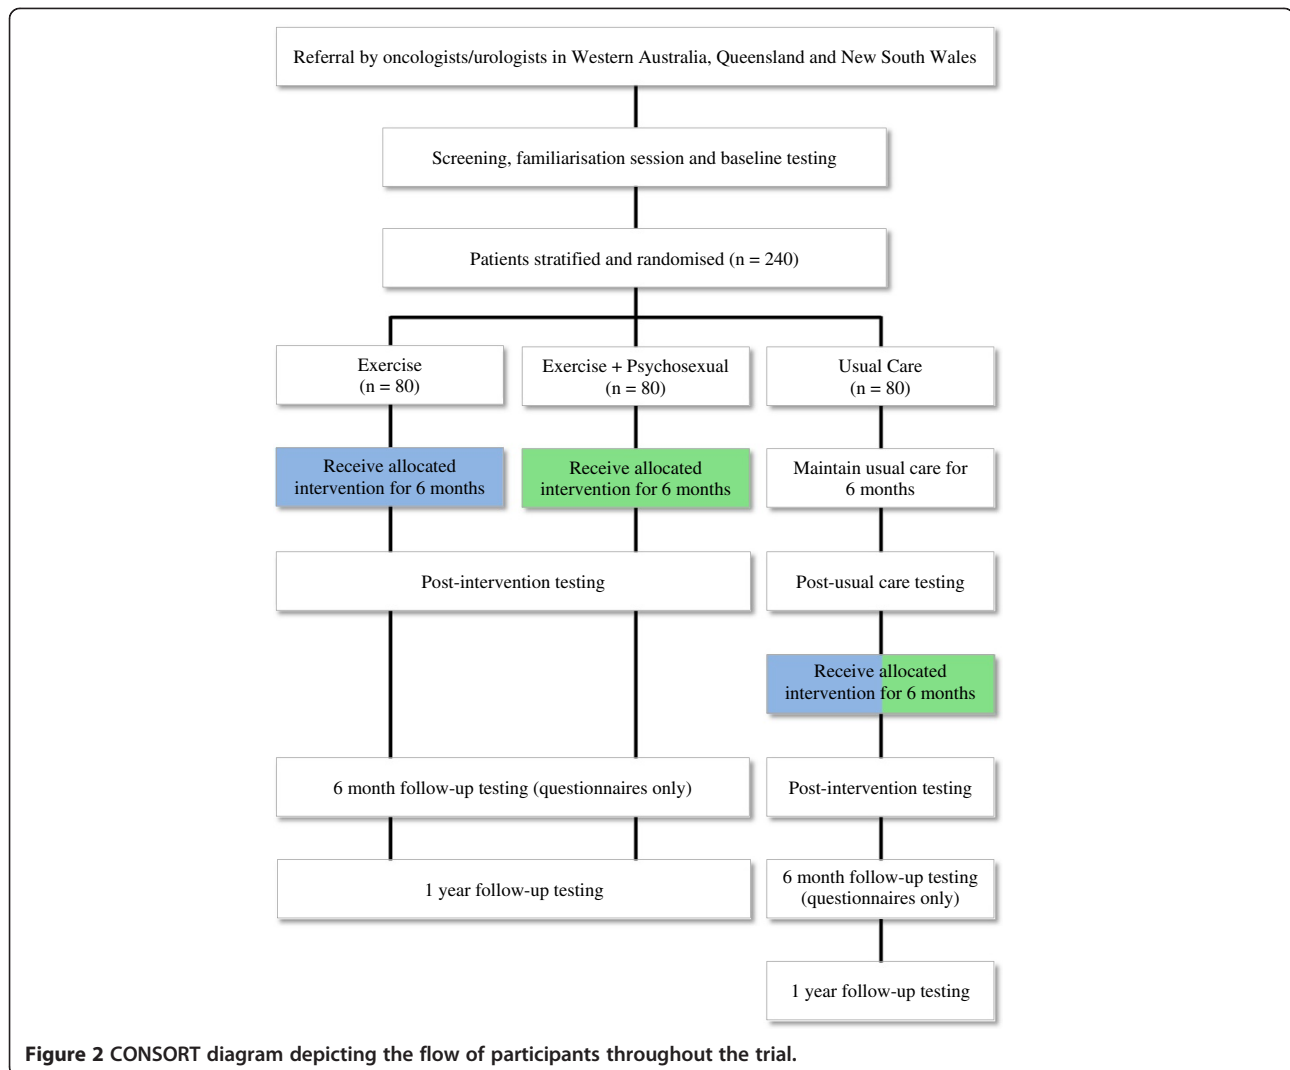 Referral by oncologists/urologists in Western Australia, Queensland and New South Wales
Screening, familiarisation session and baseline testing
Patients stratified and randomised (n = 240)
Exercise
(n = 80)
Exercise + Psychosexual
(n = 80)
Usual Care
(n = 80)
Receive allocated
intervention for 6 months
Receive allocated
intervention for 6 months
Maintain usual care for
6 months
Post-intervention testing
Post-usual care testing
Receive allocated
intervention for 6 months
6 month follow-up testing (questionnaires only)
Post-intervention testing
1 year follow-up testing
6 month follow-up testing
(questionnaires only)
1 year follow-up testing
Figure 2 CONSORT diagram depicting the flow of participants throughout the trial.